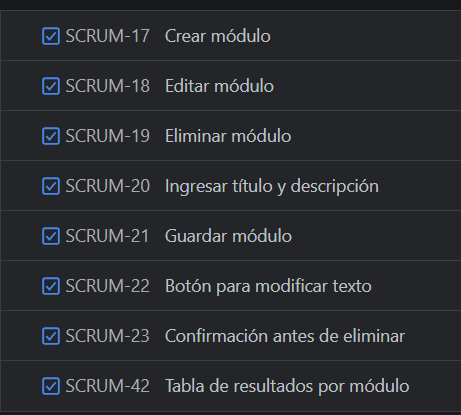 SCRUM-17 Crear módulo
SCRUM-18 Editar módulo
SCRUM-19 Eliminar módulo
SCRUM-20 Ingresar título y descripción
SCRUM-21 Guardar módulo
SCRUM-22 Botón para modificar texto
SCRUM-23 Confirmación antes de eliminar
SCRUM-42 Tabla de resultados por módulo